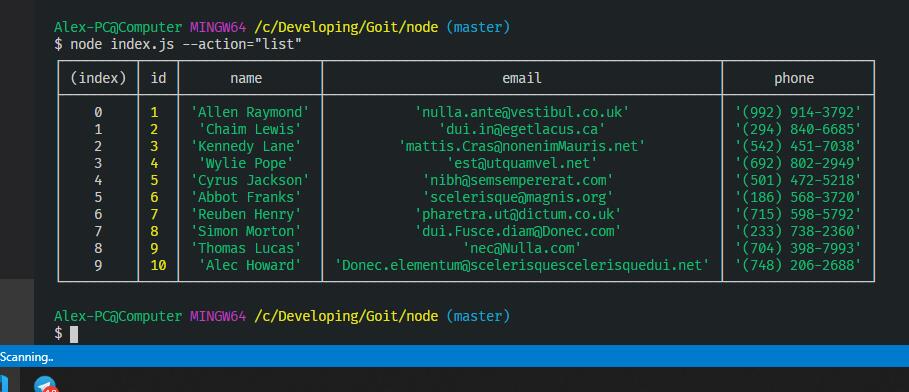 Alex-PC@Computer MINGW64 /c/Developing/Goit/node (master)
$ node index.js --action="list"
(index) id name email phone
0 1 'Allen Raymond' 'nulla.ante@vestibul.co.uk' '(992) 914-3792'
1 2 'Chaim Lewis' 'dui.in@egetlacus.ca' '(294) 840-6685'
2 3 'Kennedy Lane' 'mattis.Cras@nonenimMauris.net' '(542) 451-7038'
3 4 'Wylie Pope' 'est@utquamvel.net' '(692) 802-2949'
4 5 'Cyrus Jackson' 'nibh@semsempererat.com' '(501) 472-5218'
5 6 'Abbot Franks' 'scelerisque@magnis.org' '(186) 568-3720'
6 7 'Reuben Henry' 'pharetra.ut@dictum.co.uk' '(715) 598-5792'
7 8 'Simon Morton' 'dui.Fusce.diam@Donec.com' '(233) 738-2360'
8 9 'Thomas Lucas' 'nec@Nulla.com' '(704) 398-7993'
9 10 'Alec Howard' 'Donec.elementum@scelerisquescelerisquedui.net' '(748) 206-2688'
Alex-PC@Computer MINGW64 /c/Developing/Goit/node (master)
$
Scanning..